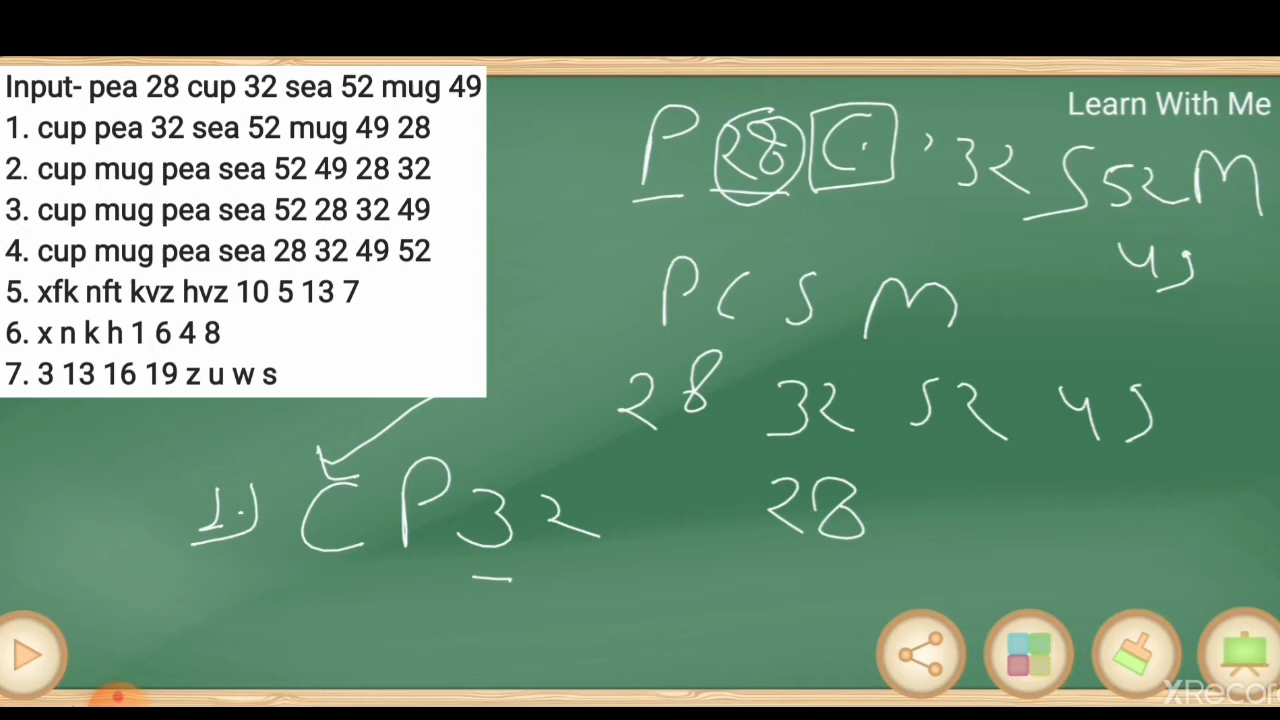 Input- pea 28 cup 32 sea 52 mug 49
1. cup pea 32 sea 52 mug 49 28
2. cup mug pea sea 52 49 28 32
3. cup mug pea sea 52 28 32 49
4. cup mug pea sea 28 32 49 52
5. xfk nft kvz hvz 10 5 13 7
6. x n k h 1 6 4 8
7. 3 13 16 19 z u w s
Learn With Me
P 28 C 32 S 52 M
49
P C S M
28 32 52 49
1.) C P 32 28
XRecor